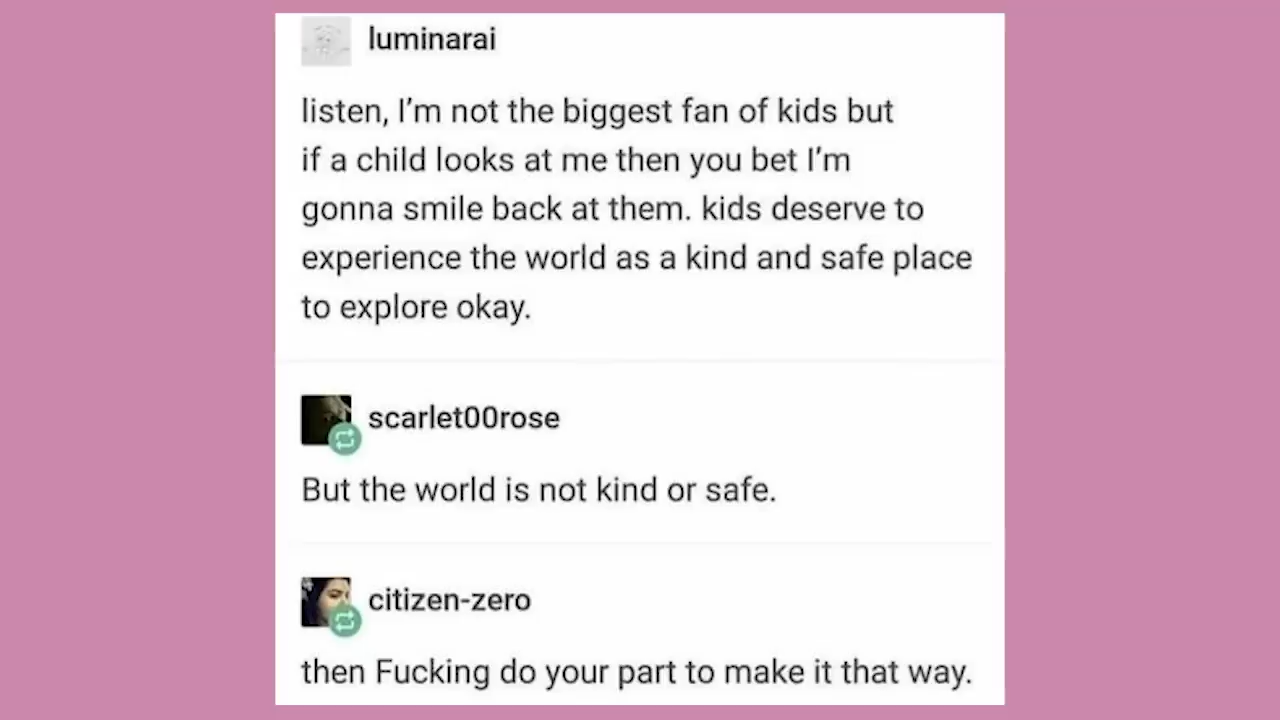 luminarai
listen, I’m not the biggest fan of kids but
if a child looks at me then you bet I’m
gonna smile back at them. kids deserve to
experience the world as a kind and safe place
to explore okay.
scarlet00rose
But the world is not kind or safe.
citizen-zero
then Fucking do your part to make it that way.